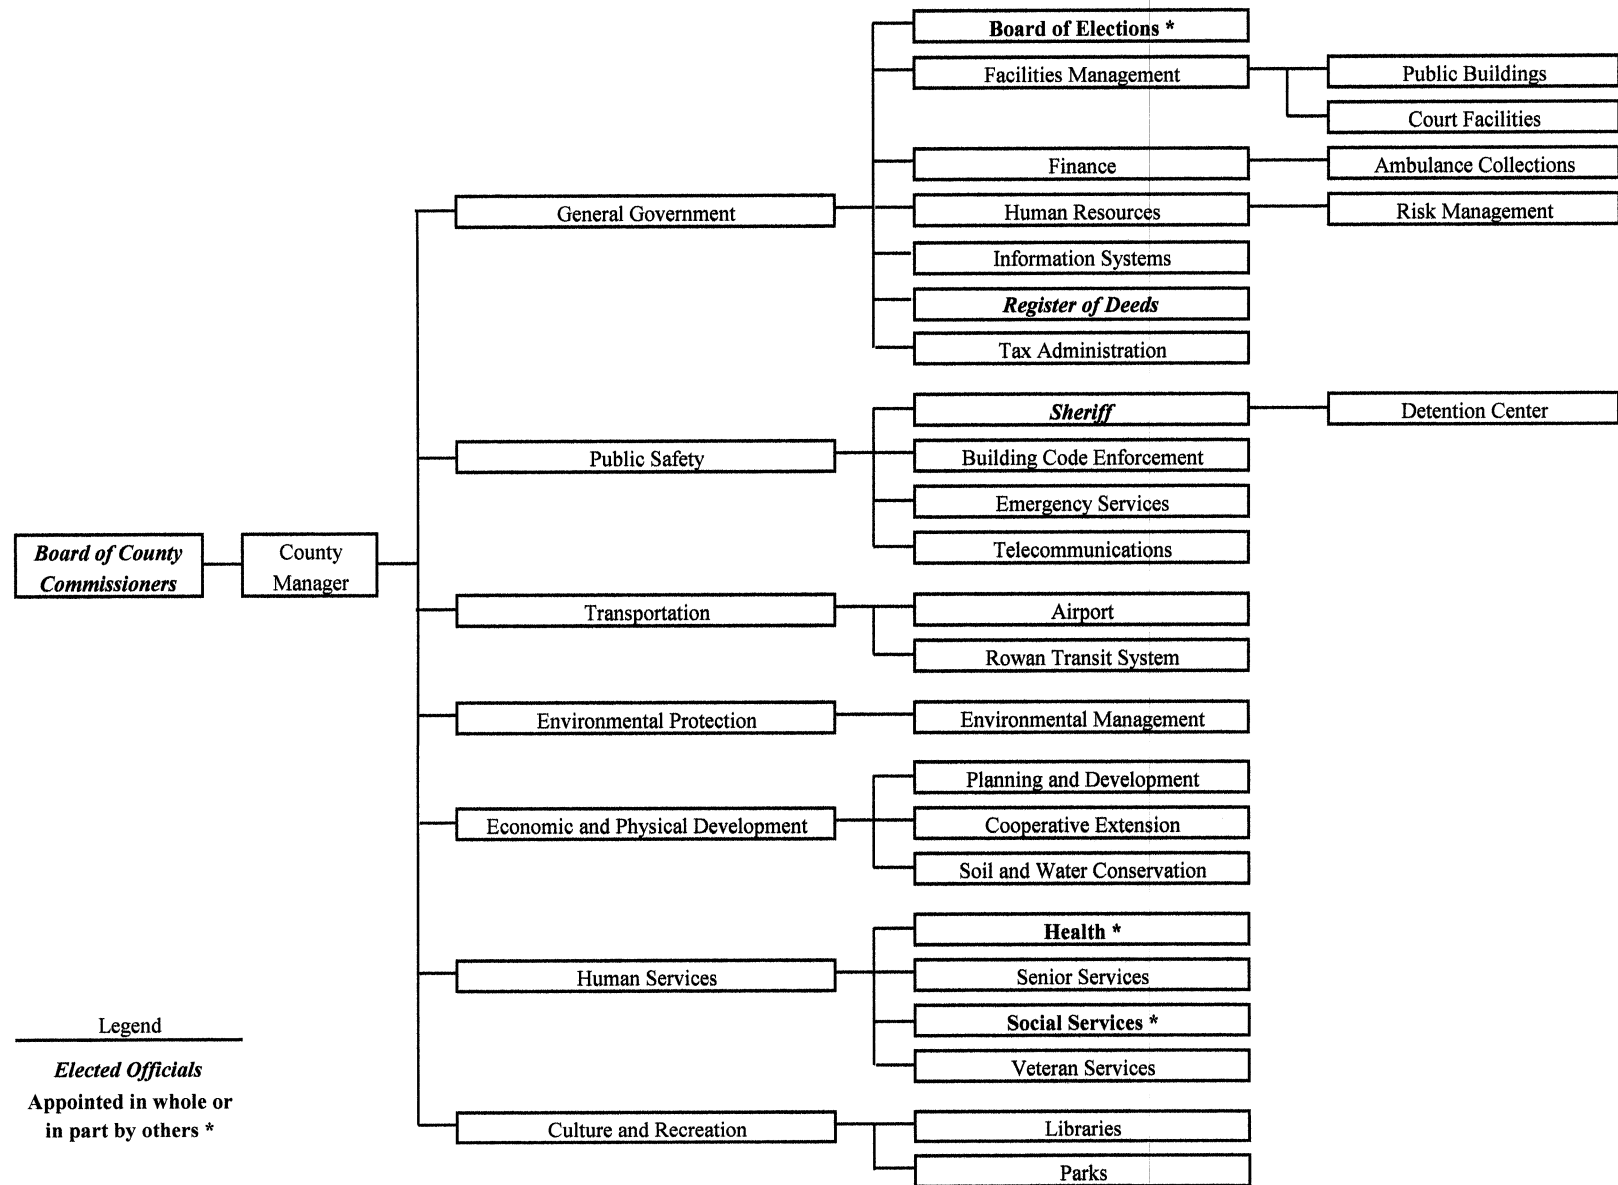 Board of Elections *
Facilities Management
Public Buildings
Court Facilities
Finance
Ambulance Collections
General Government
Human Resources
Risk Management
Information Systems
Register of Deeds
Tax Administration
Sheriff
Detention Center
Public Safety
Building Code Enforcement
Emergency Services
Telecommunications
Board of County
Commissioners
County
Manager
Transportation
Airport
Rowan Transit System
Environmental Protection
Environmental Management
Planning and Development
Economic and Physical Development
Cooperative Extension
Soil and Water Conservation
Health *
Human Services
Senior Services
Social Services *
Veteran Services
Culture and Recreation
Libraries
Parks
Legend
Elected Officials
Appointed in whole or
in part by others *